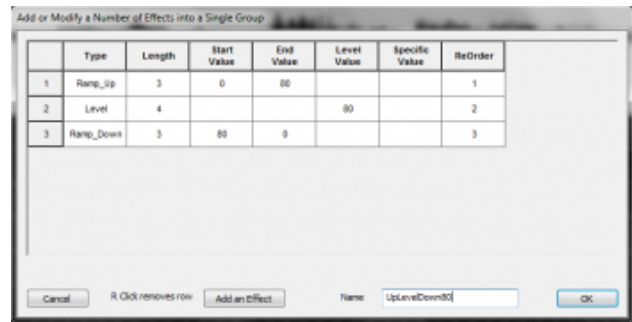 Add or Modify a Number of Effects into a Single Group
Type Length Start Value End Value Level Value Specific Value ReOrder
1 Ramp_Up 3 0 80 1
2 Level 4 80 2
3 Ramp_Down 3 80 0 3
Cancel R Click removes row Add an Effect Name UpLevelDown80 OK